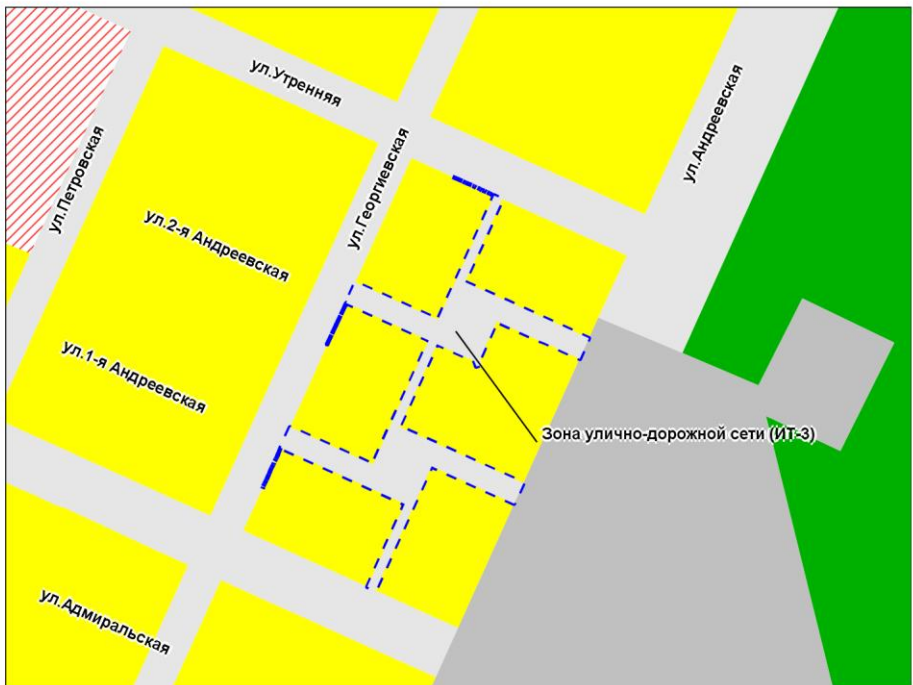 ул.Утренняя
ул.Андреевская
ул.Петровская
ул.Георгиевская
ул.2-я Андреевская
ул.1-я Андреевская
Зона улично-дорожной сети (ИТ-3)
ул.Адмиральская